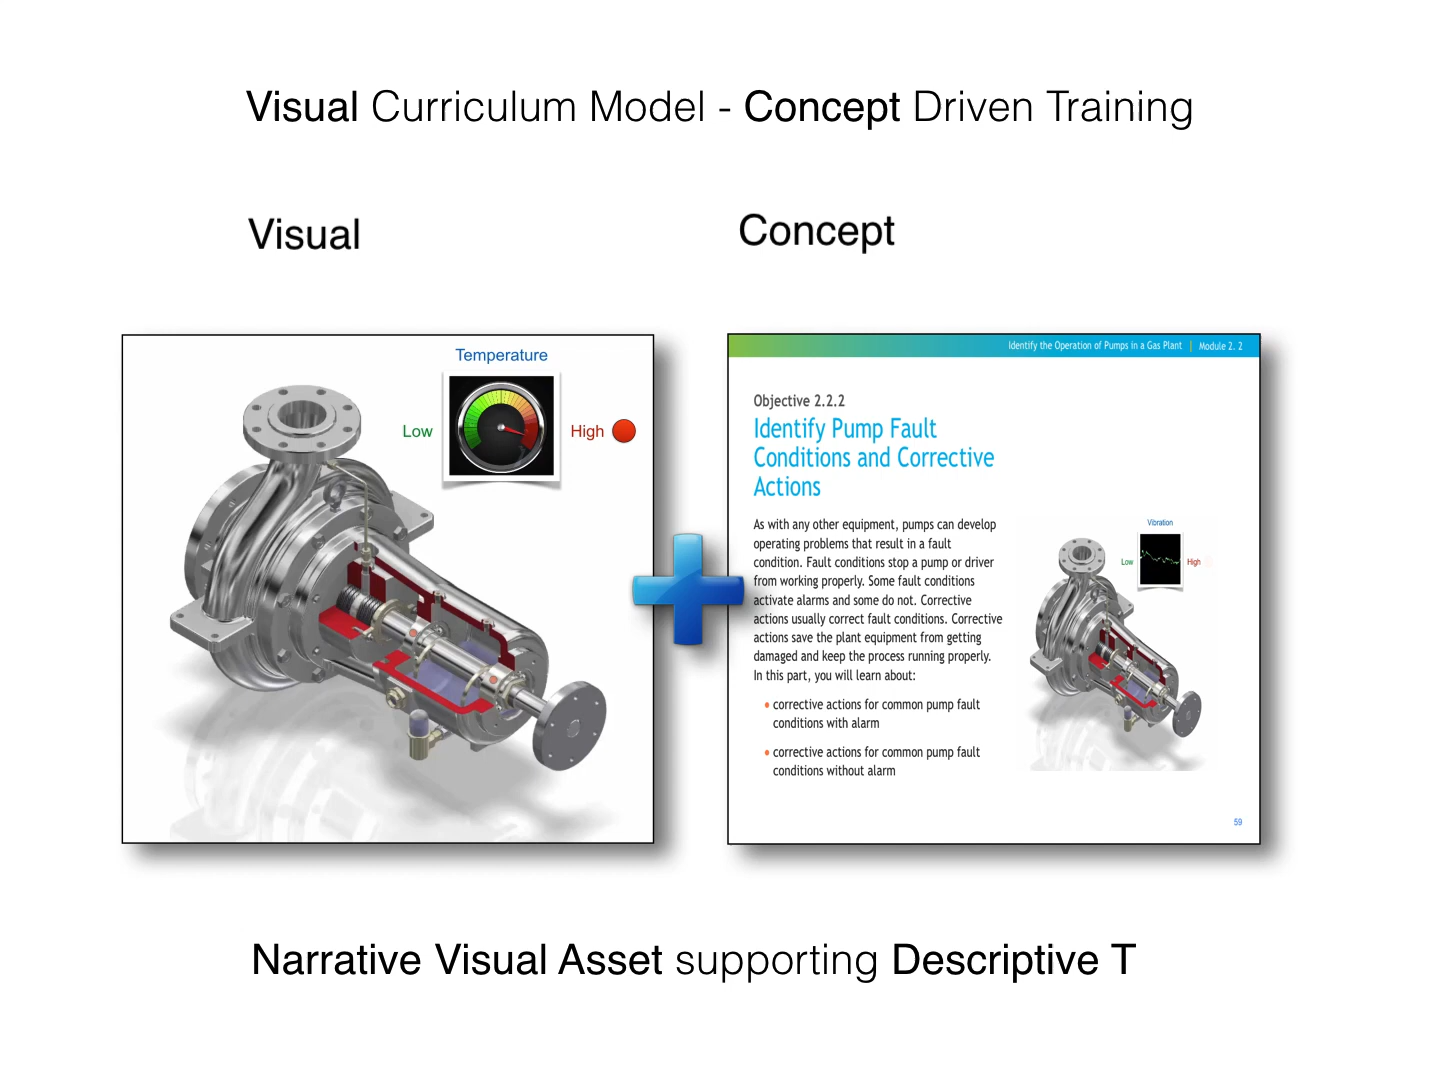 Visual Curriculum Model - Concept Driven Training
Visual
Concept
Temperature
Low
High
Identify the Operation of Pumps in a Gas Plant | Module 2. 2
Objective 2.2.2
Identify Pump Fault
Conditions and Corrective
Actions
As with any other equipment, pumps can develop
operating problems that result in a fault
condition. Fault conditions stop a pump or driver
from working properly. Some fault conditions
activate alarms and some do not. Corrective
actions usually correct fault conditions. Corrective
actions save the plant equipment from getting
damaged and keep the process running properly.
In this part, you will learn about:
• corrective actions for common pump fault
conditions with alarm
• corrective actions for common pump fault
conditions without alarm
Vibration
Low
High
59
Narrative Visual Asset supporting Descriptive T